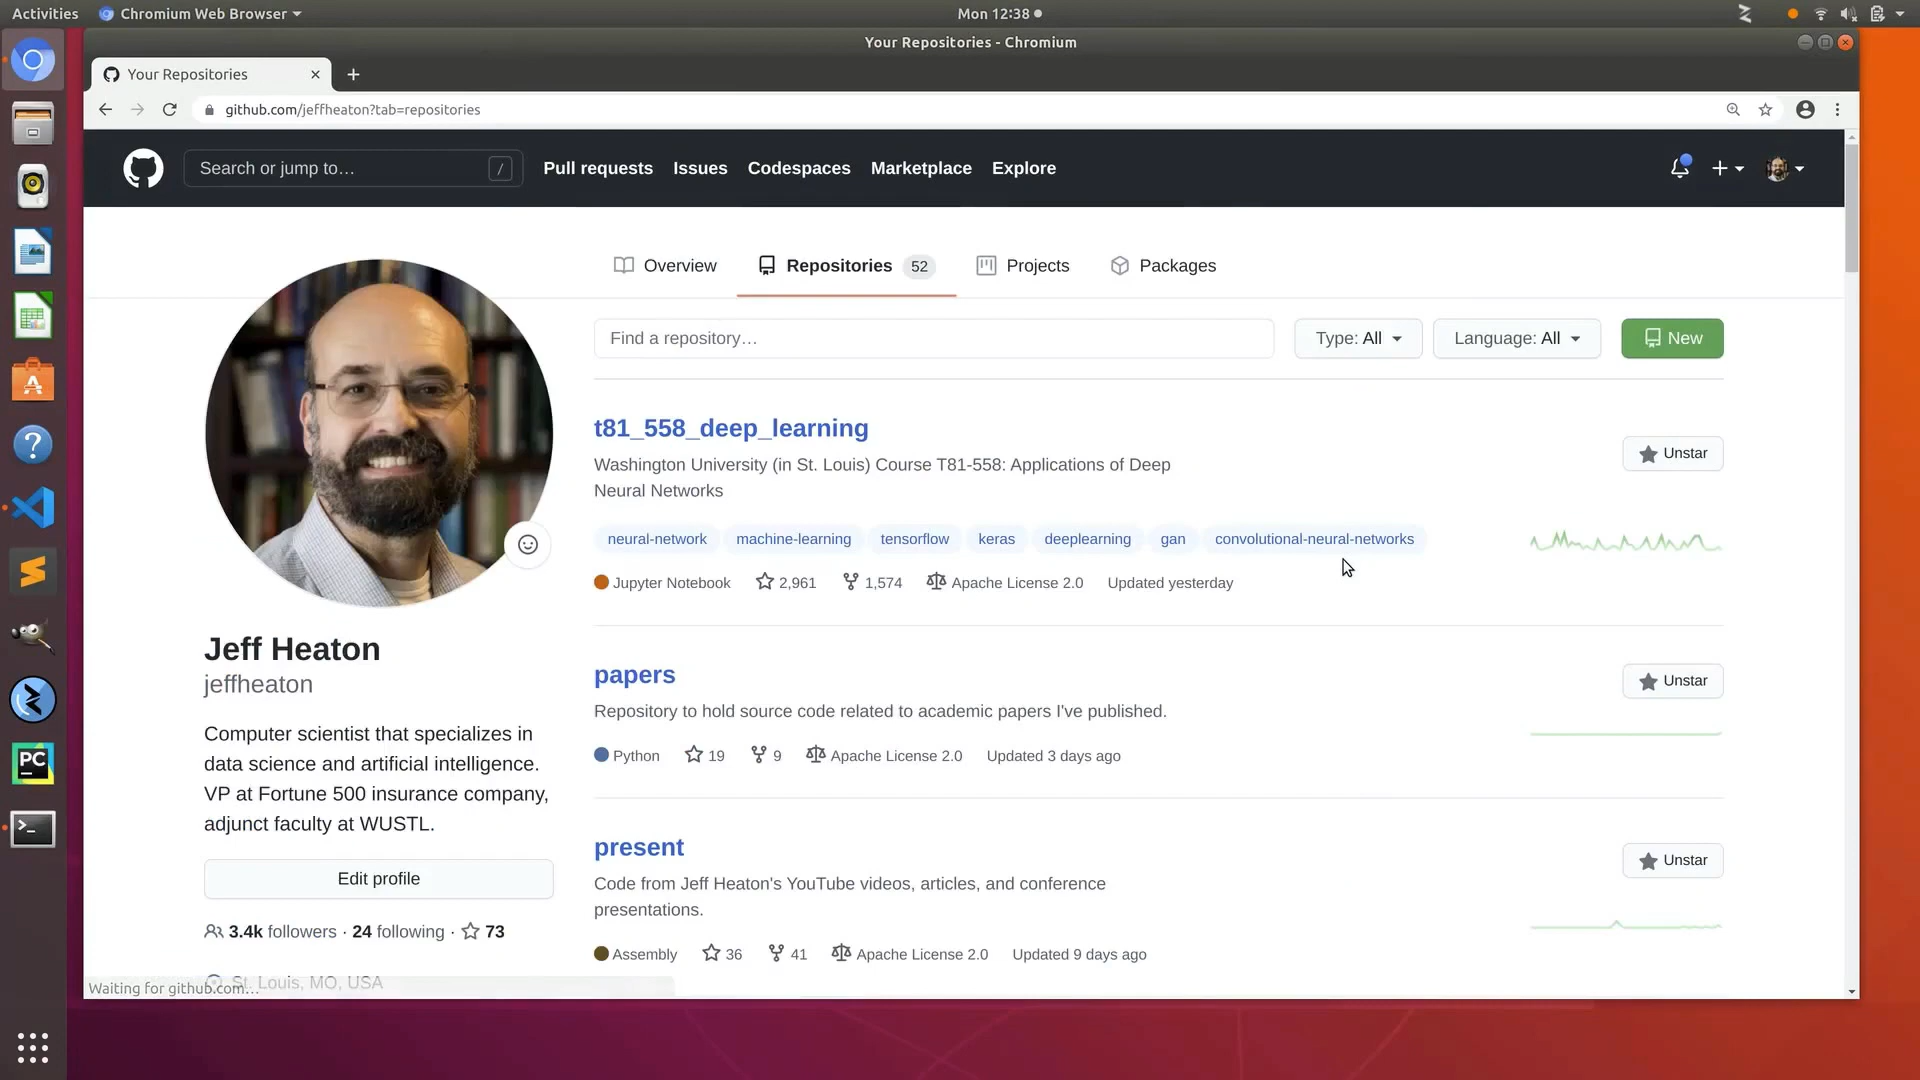 Activities
Chromium Web Browser
Mon 12:38
Your Repositories - Chromium
Your Repositories
github.com/jeffheaton?tab=repositories
Search or jump to…
/
Pull requests
Issues
Codespaces
Marketplace
Explore
Overview
Repositories 52
Projects
Packages
Find a repository…
Type: All
Language: All
New
t81_558_deep_learning
Unstar
Washington University (in St. Louis) Course T81-558: Applications of Deep
Neural Networks
neural-network machine-learning tensorflow keras deeplearning gan convolutional-neural-networks
Jupyter Notebook 2,961 1,574 Apache License 2.0 Updated yesterday
Jeff Heaton
jeffheaton
Computer scientist that specializes in
data science and artificial intelligence.
VP at Fortune 500 insurance company,
adjunct faculty at WUSTL.
Edit profile
3.4k followers · 24 following · 73
St. Louis, MO, USA
papers
Unstar
Repository to hold source code related to academic papers I've published.
Python 19 9 Apache License 2.0 Updated 3 days ago
present
Unstar
Code from Jeff Heaton's YouTube videos, articles, and conference
presentations.
Assembly 36 41 Apache License 2.0 Updated 9 days ago
Waiting for github.com…
PC